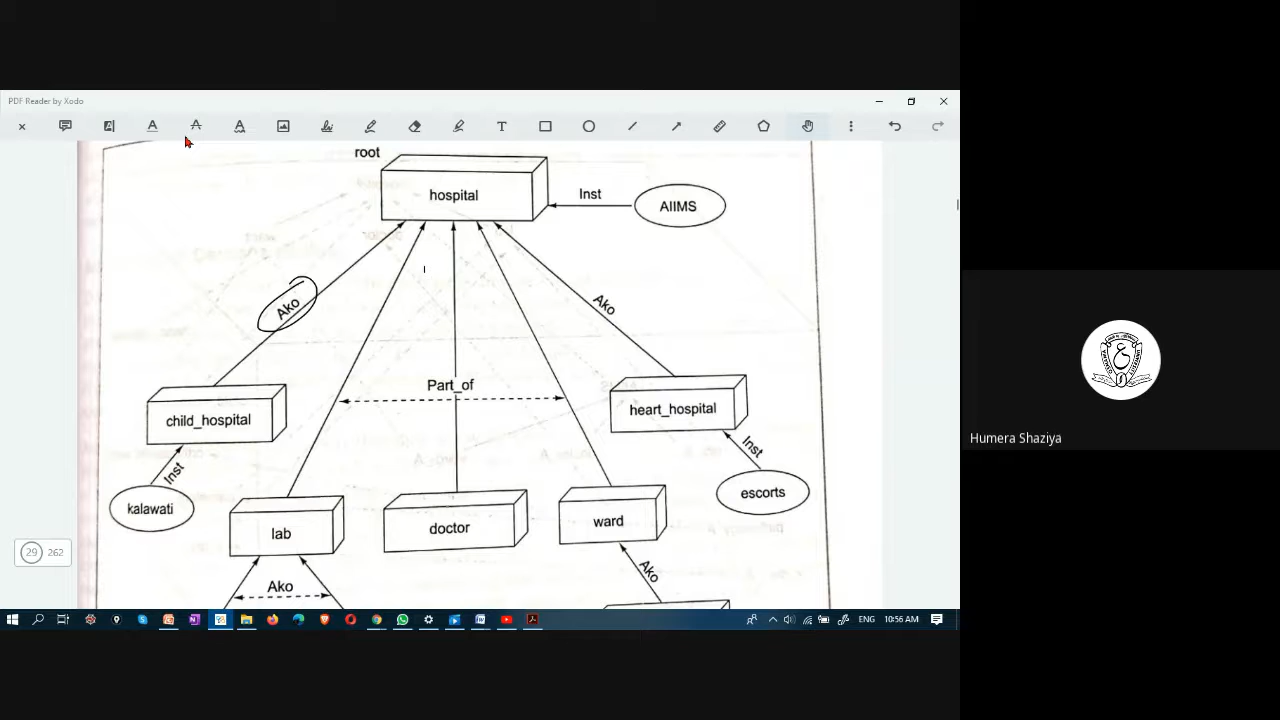 PDF Reader by Xodo
root
hospital
Inst
AIIMS
Ako
Ako
Part_of
child_hospital
heart_hospital
Inst
Inst
kalawati
escorts
lab
doctor
ward
Ako
Ako
29 262
Humera Shaziya
ENG 10:56 AM